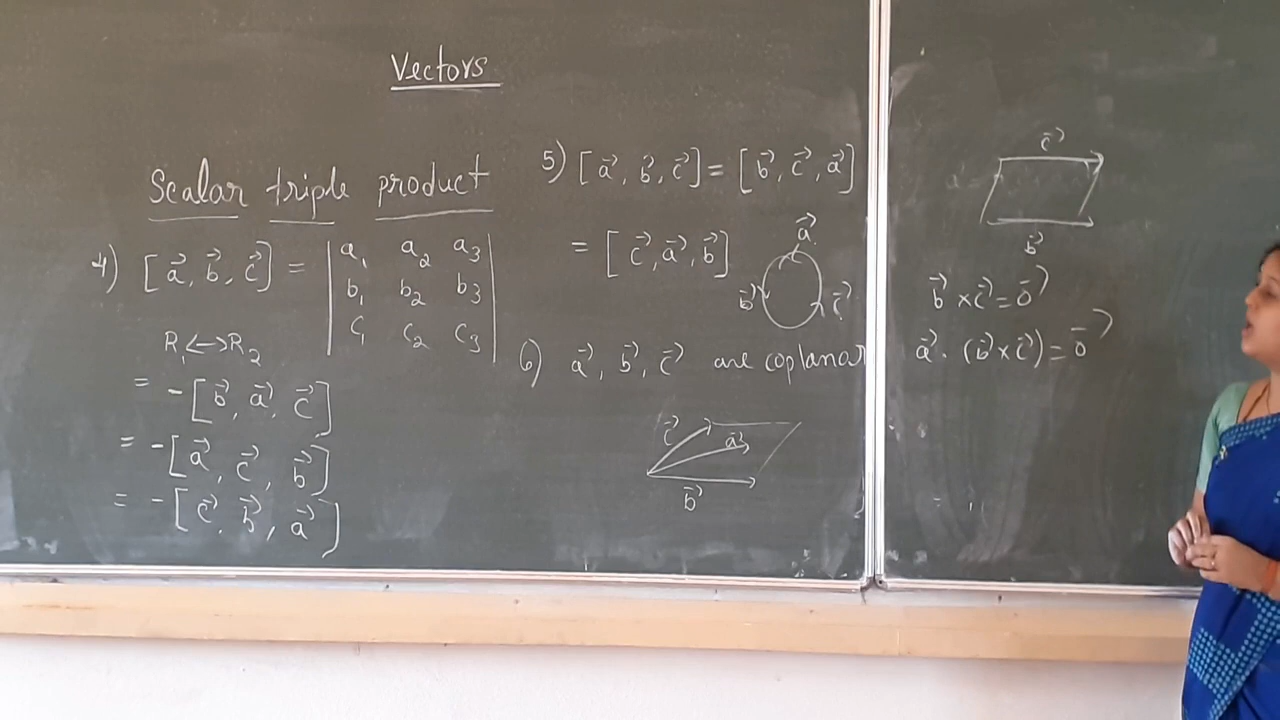 Vectors
Scalar triple product
4) [a⃗, b⃗, c⃗] = | a₁ a₂ a₃ |
| b₁ b₂ b₃ |
| c₁ c₂ c₃ |
R₁ ↔ R₂
= -[b⃗, a⃗, c⃗]
= -[a⃗, c⃗, b⃗]
= -[c⃗, b⃗, a⃗]
5) [a⃗, b⃗, c⃗] = [b⃗, c⃗, a⃗]
= [c⃗, a⃗, b⃗]
a⃗
b⃗ c⃗
6) a⃗, b⃗, c⃗ are coplanar
c⃗ a⃗
b⃗
c⃗
a⃗
b⃗
b⃗ × c⃗ = 0⃗
a⃗ · (b⃗ × c⃗) = 0⃗